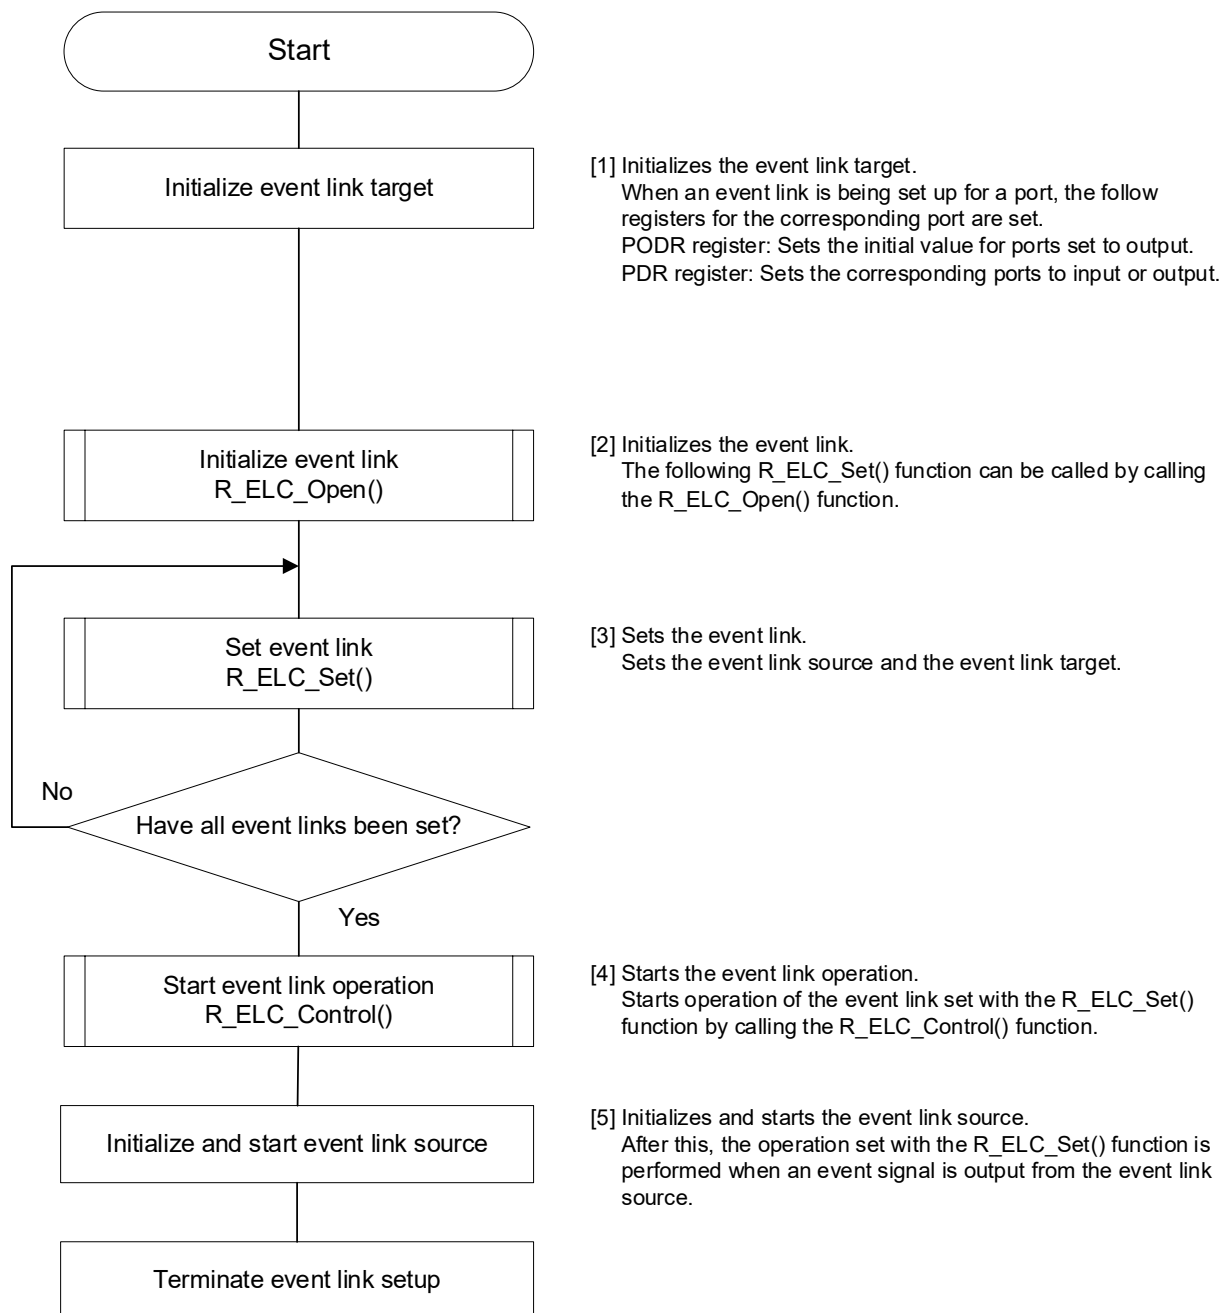 Start
Initialize event link target
[1] Initializes the event link target.
When an event link is being set up for a port, the follow
registers for the corresponding port are set.
PODR register: Sets the initial value for ports set to output.
PDR register: Sets the corresponding ports to input or output.
Initialize event link
R_ELC_Open()
[2] Initializes the event link.
The following R_ELC_Set() function can be called by calling
the R_ELC_Open() function.
Set event link
R_ELC_Set()
[3] Sets the event link.
Sets the event link source and the event link target.
No
Have all event links been set?
Yes
Start event link operation
R_ELC_Control()
[4] Starts the event link operation.
Starts operation of the event link set with the R_ELC_Set()
function by calling the R_ELC_Control() function.
Initialize and start event link source
[5] Initializes and starts the event link source.
After this, the operation set with the R_ELC_Set() function is
performed when an event signal is output from the event link
source.
Terminate event link setup